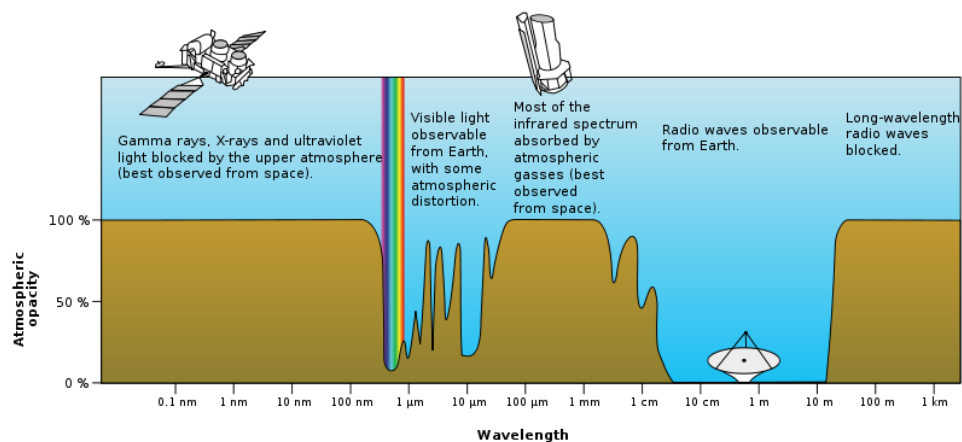 Gamma rays, X-rays and ultraviolet
light blocked by the upper atmosphere
(best observed from space).
Visible light
observable
from Earth,
with some
atmospheric
distortion.
Most of the
infrared spectrum
absorbed by
atmospheric
gasses (best
observed
from space).
Radio waves observable
from Earth.
Long-wavelength
radio waves
blocked.
Atmospheric
opacity
100 %
50 %
0 %
0.1 nm
1 nm
10 nm
100 nm
1 μm
10 μm
100 μm
1 mm
1 cm
10 cm
1 m
10 m
100 m
1 km
Wavelength